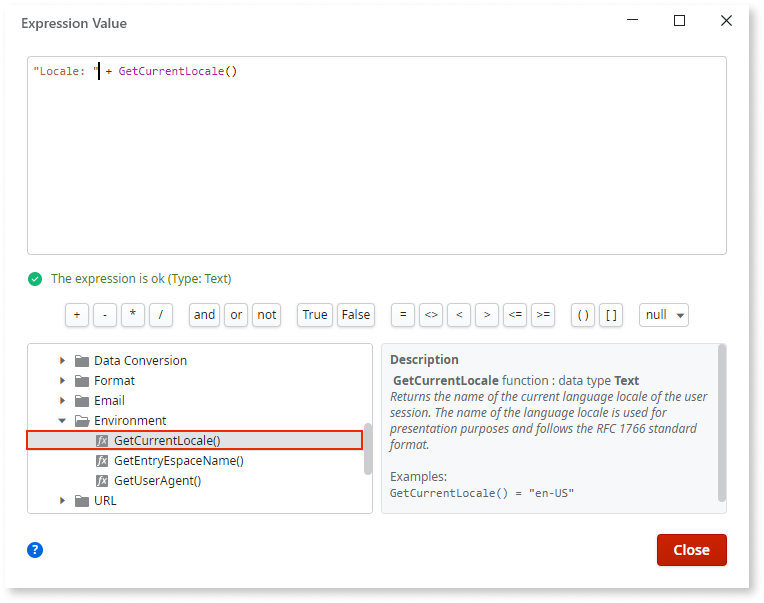 Expression Value
"Locale: " + GetCurrentLocale()
The expression is ok (Type: Text)
+ - * / and or not True False = <> < > <= >= ( ) [ ] null
Data Conversion
Format
Email
Environment
fx GetCurrentLocale()
fx GetEntryEspaceName()
fx GetUserAgent()
URL
Description
GetCurrentLocale function : data type Text
Returns the name of the current language locale of the user
session. The name of the language locale is used for
presentation purposes and follows the RFC 1766 standard
format.
Examples:
GetCurrentLocale() = "en-US"
?
Close